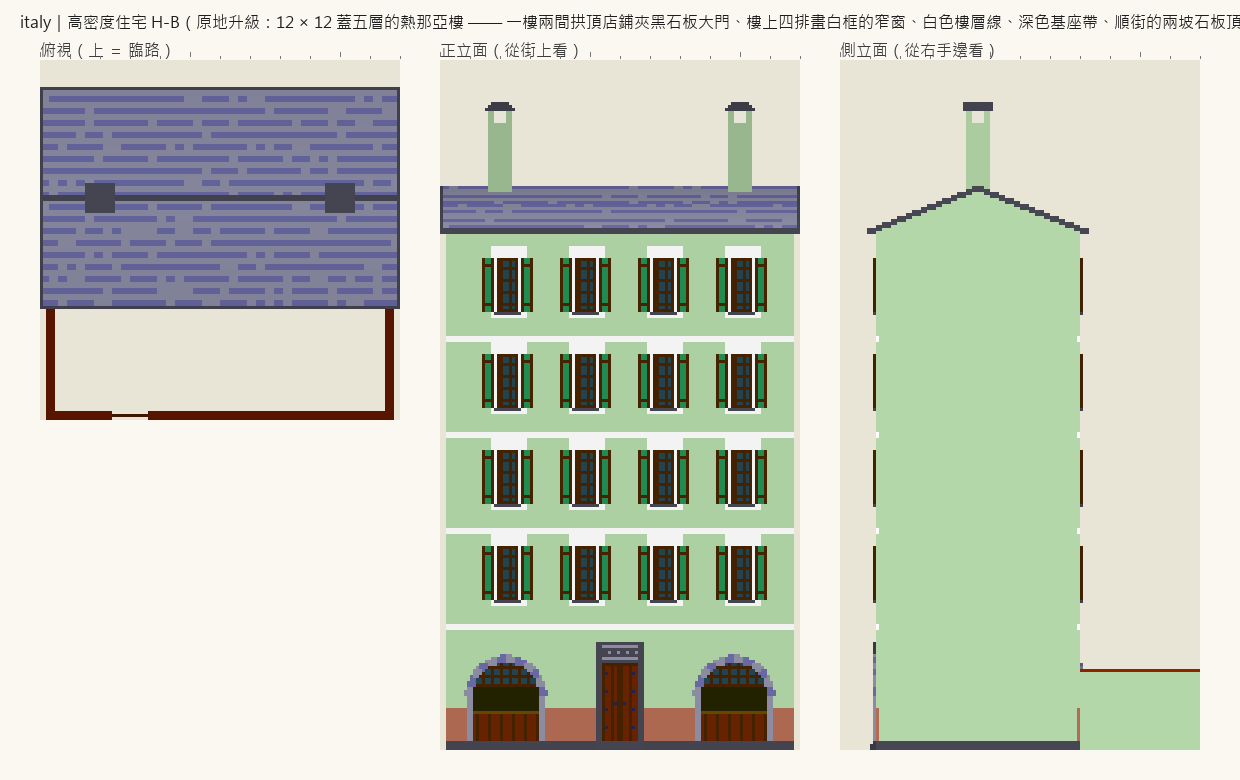 italy | 高密度住宅 H-B ( 原地升級：12 × 12 蓋五層的熱那亞樓 —— 一樓兩間拱頂店鋪夾黑石板大門、樓上四排畫白框的窄窗、白色樓層線、深色基座帶、順街的兩坡石板頂
俯視 ( 上 = 臨路 )
正立面 ( 從街上看 )
側立面 ( 從右手邊看 )